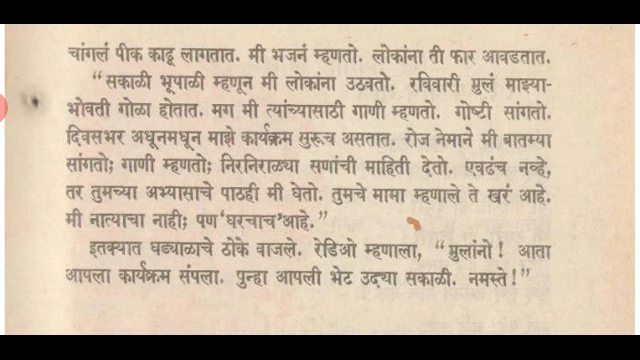 चांगलं पीक काढू लागतात. मी भजनं म्हणतो. लोकांना ती फार आवडतात.
“सकाळी भूपाळी म्हणून मी लोकांना उठवतो. रविवारी मुलं माझ्या-
भोवती गोळा होतात. मग मी त्यांच्यासाठी गाणी म्हणतो. गोष्टी सांगतो.
दिवसभर अधूनमधून माझे कार्यक्रम सुरूच असतात. रोज नेमाने मी बातम्या
सांगतो; गाणी म्हणतो; निरनिराळ्या सणांची माहिती देतो. एवढंच नव्हे,
तर तुमच्या अभ्यासाचे पाठही मी घेतो. तुमचे मामा म्हणाले ते खरं आहे.
मी नात्याचा नाही; पण ‘घरचाच’ आहे.”
इतक्यात घड्याळाचे ठोके वाजले. रेडिओ म्हणाला, “मुलांनो! आता
आपला कार्यक्रम संपला. पुन्हा आपली भेट उद्या सकाळी. नमस्ते!”